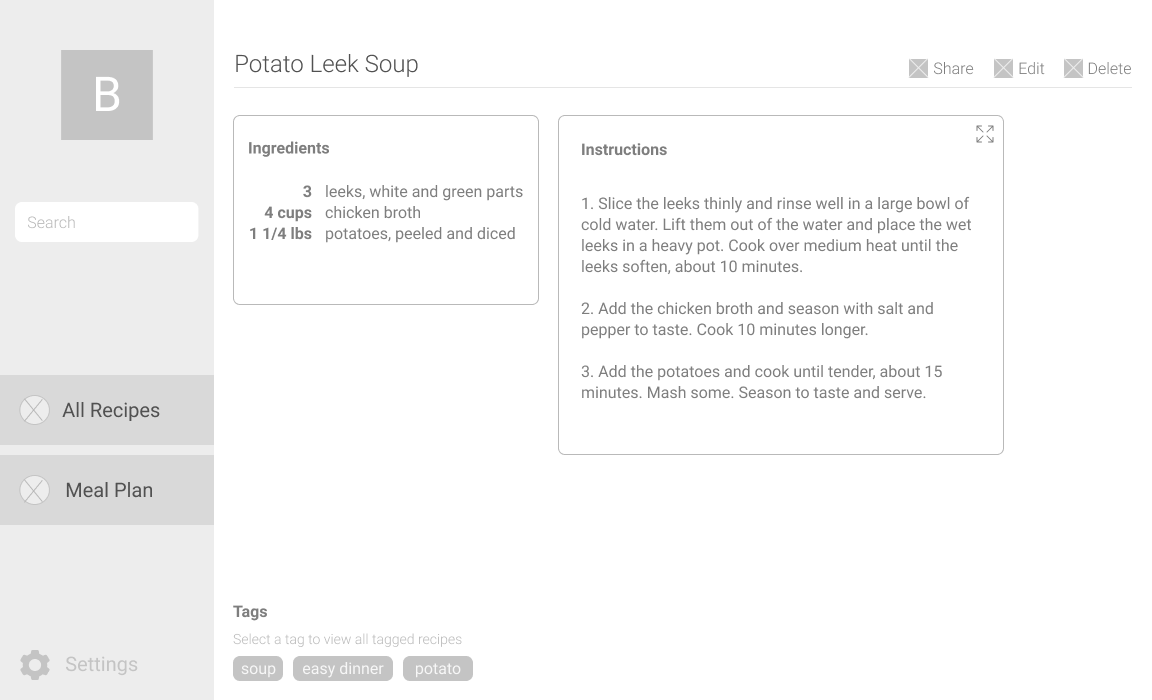 B
Search
All Recipes
Meal Plan
Settings
Potato Leek Soup
Share Edit Delete
Ingredients
3 leeks, white and green parts
4 cups chicken broth
1 1/4 lbs potatoes, peeled and diced
Instructions
1. Slice the leeks thinly and rinse well in a large bowl of
cold water. Lift them out of the water and place the wet
leeks in a heavy pot. Cook over medium heat until the
leeks soften, about 10 minutes.
2. Add the chicken broth and season with salt and
pepper to taste. Cook 10 minutes longer.
3. Add the potatoes and cook until tender, about 15
minutes. Mash some. Season to taste and serve.
Tags
Select a tag to view all tagged recipes
soup easy dinner potato